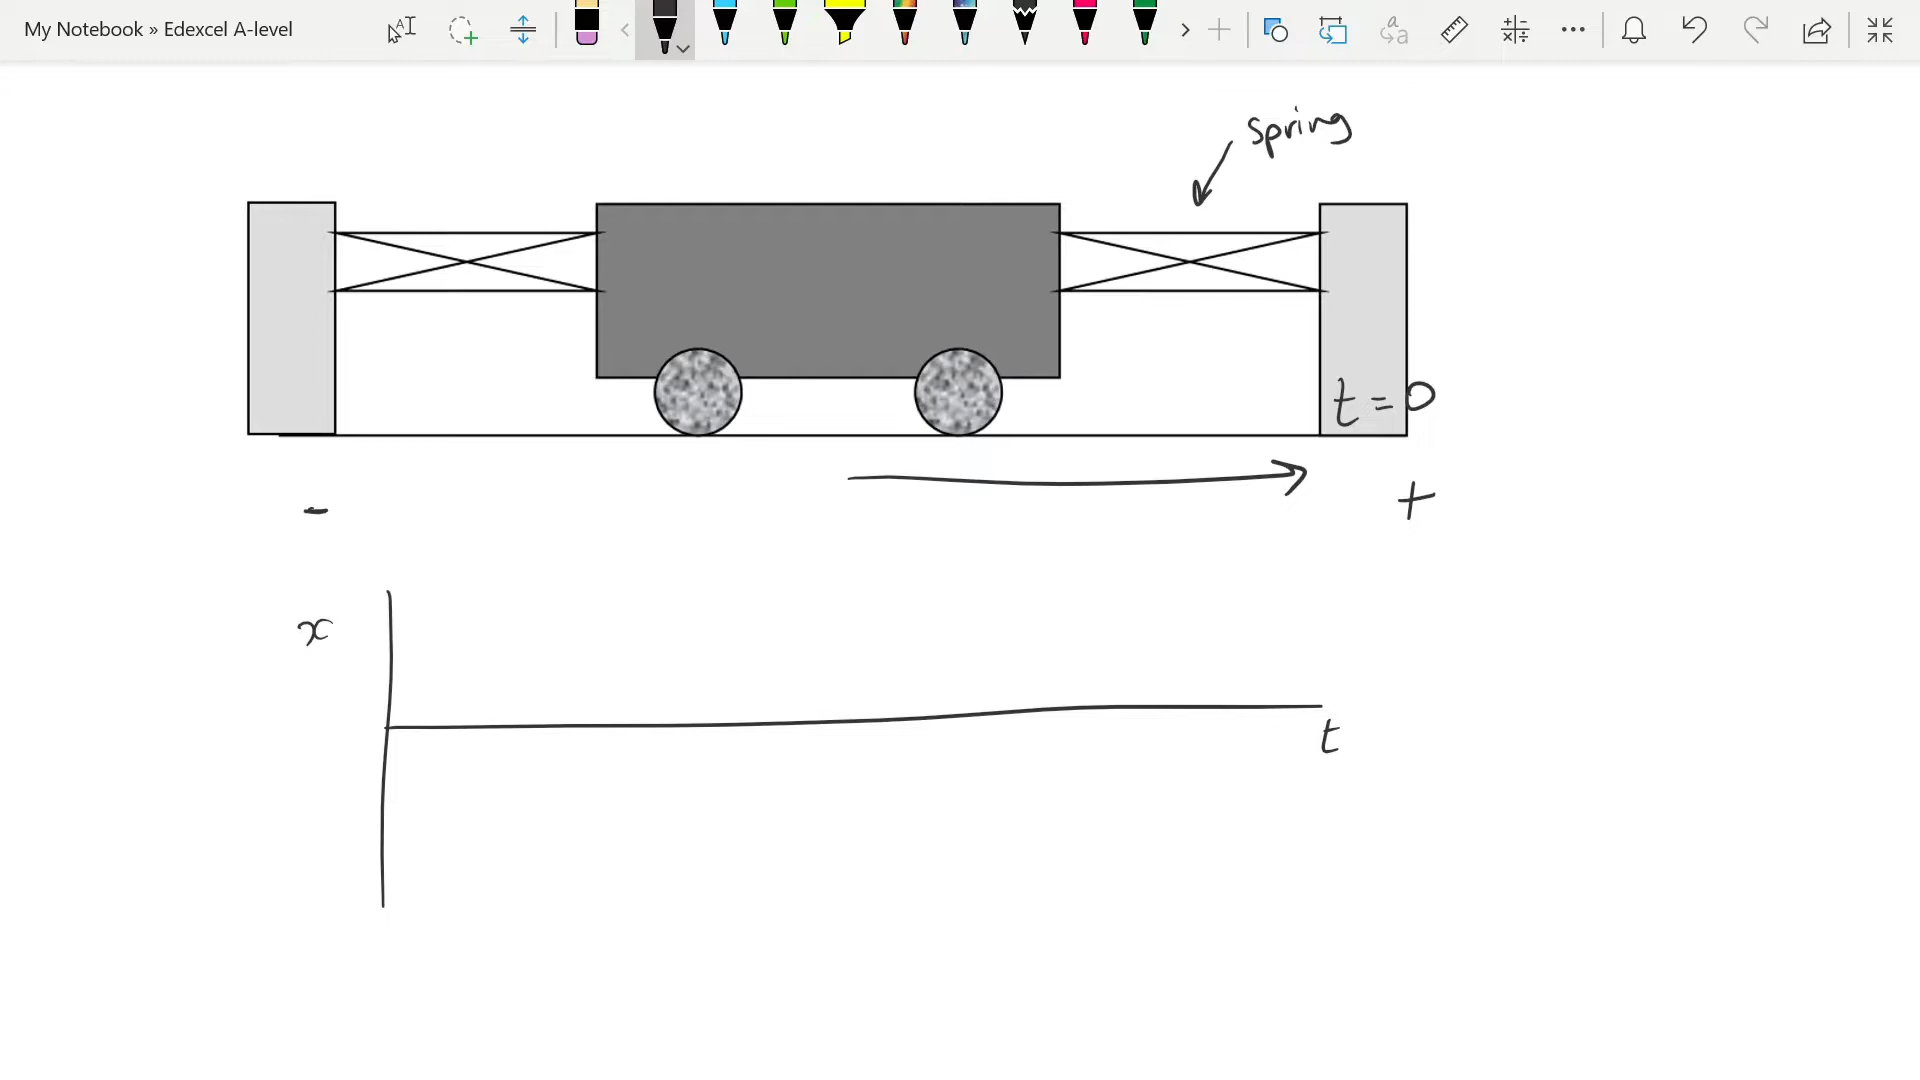 My Notebook » Edexcel A-level
spring
t = 0
- +
x
t